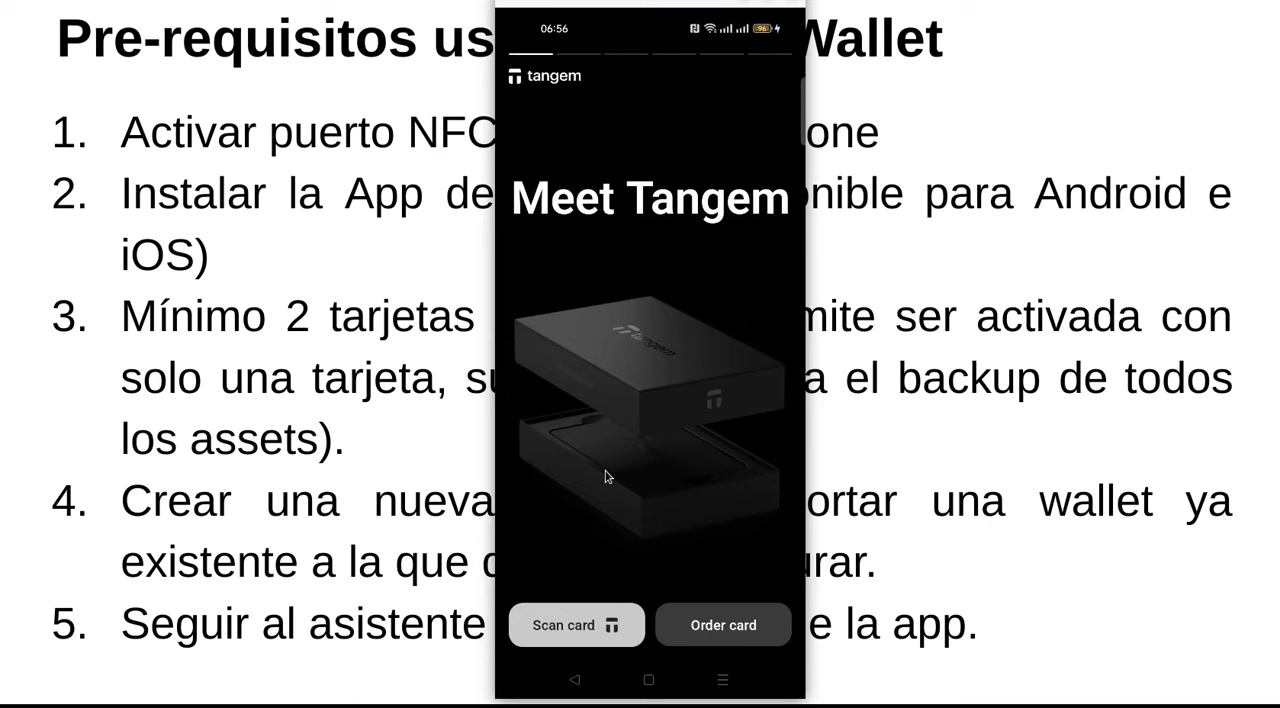 Pre-requisitos us Wallet
1. Activar puerto NFC one
2. Instalar la App de onible para Android e
iOS)
3. Mínimo 2 tarjetas mite ser activada con
solo una tarjeta, su a el backup de todos
los assets).
4. Crear una nueva ortar una wallet ya
existente a la que urar.
5. Seguir al asistente e la app.
06:56
96
tangem
Meet Tangem
tangem
Scan card
Order card